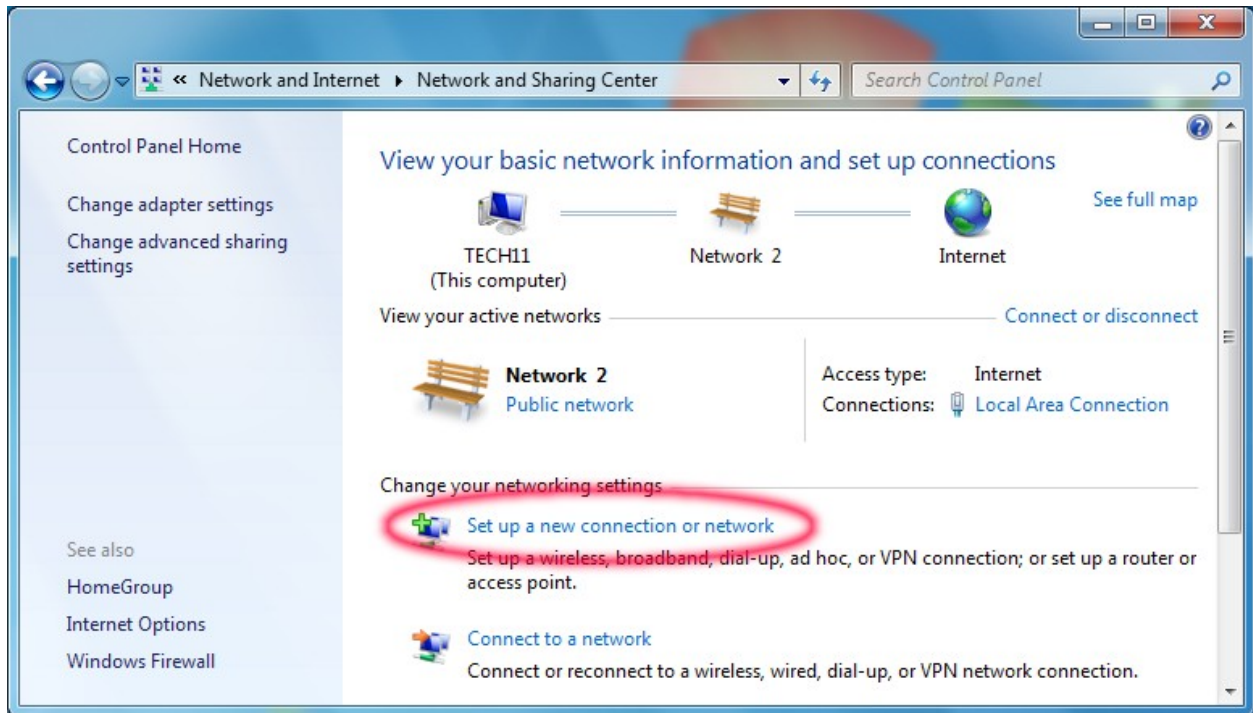 « Network and Internet ▸ Network and Sharing Center
Search Control Panel
Control Panel Home
Change adapter settings
Change advanced sharing
settings
See also
HomeGroup
Internet Options
Windows Firewall
View your basic network information and set up connections
See full map
TECH11
(This computer)
Network 2
Internet
View your active networks
Connect or disconnect
Network 2
Public network
Access type: Internet
Connections: Local Area Connection
Change your networking settings
Set up a new connection or network
Set up a wireless, broadband, dial-up, ad hoc, or VPN connection; or set up a router or
access point.
Connect to a network
Connect or reconnect to a wireless, wired, dial-up, or VPN network connection.